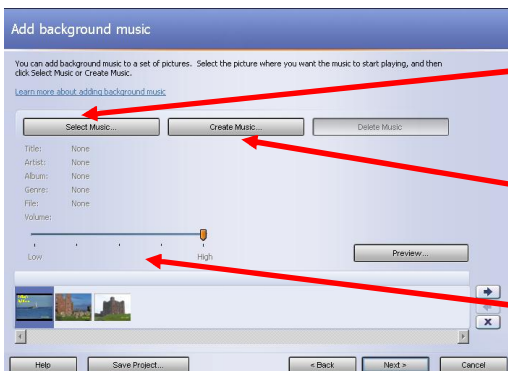 Add background music
You can add background music to a set of pictures. Select the picture where you want the music to start playing, and then
click Select Music or Create Music.
Learn more about adding background music
Select Music...
Create Music...
Delete Music
Title: None
Artist: None
Album: None
Genre: None
File: None
Volume:
Low
High
Preview...
Help
Save Project...
< Back
Next >
Cancel